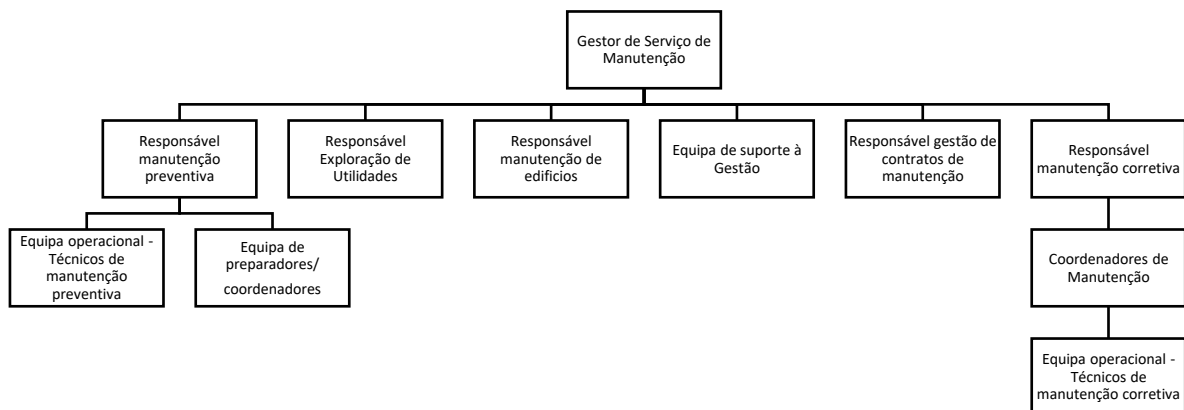 Gestor de Serviço de
Manutenção
Responsável
manutenção
preventiva
Responsável
Exploração de
Utilidades
Responsável
manutenção de
edificios
Equipa de suporte à
Gestão
Responsável gestão de
contratos de
manutenção
Responsável
manutenção corretiva
Equipa operacional -
Técnicos de
manutenção
preventiva
Equipa de
preparadores/
coordenadores
Coordenadores de
Manutenção
Equipa operacional -
Técnicos de
manutenção corretiva